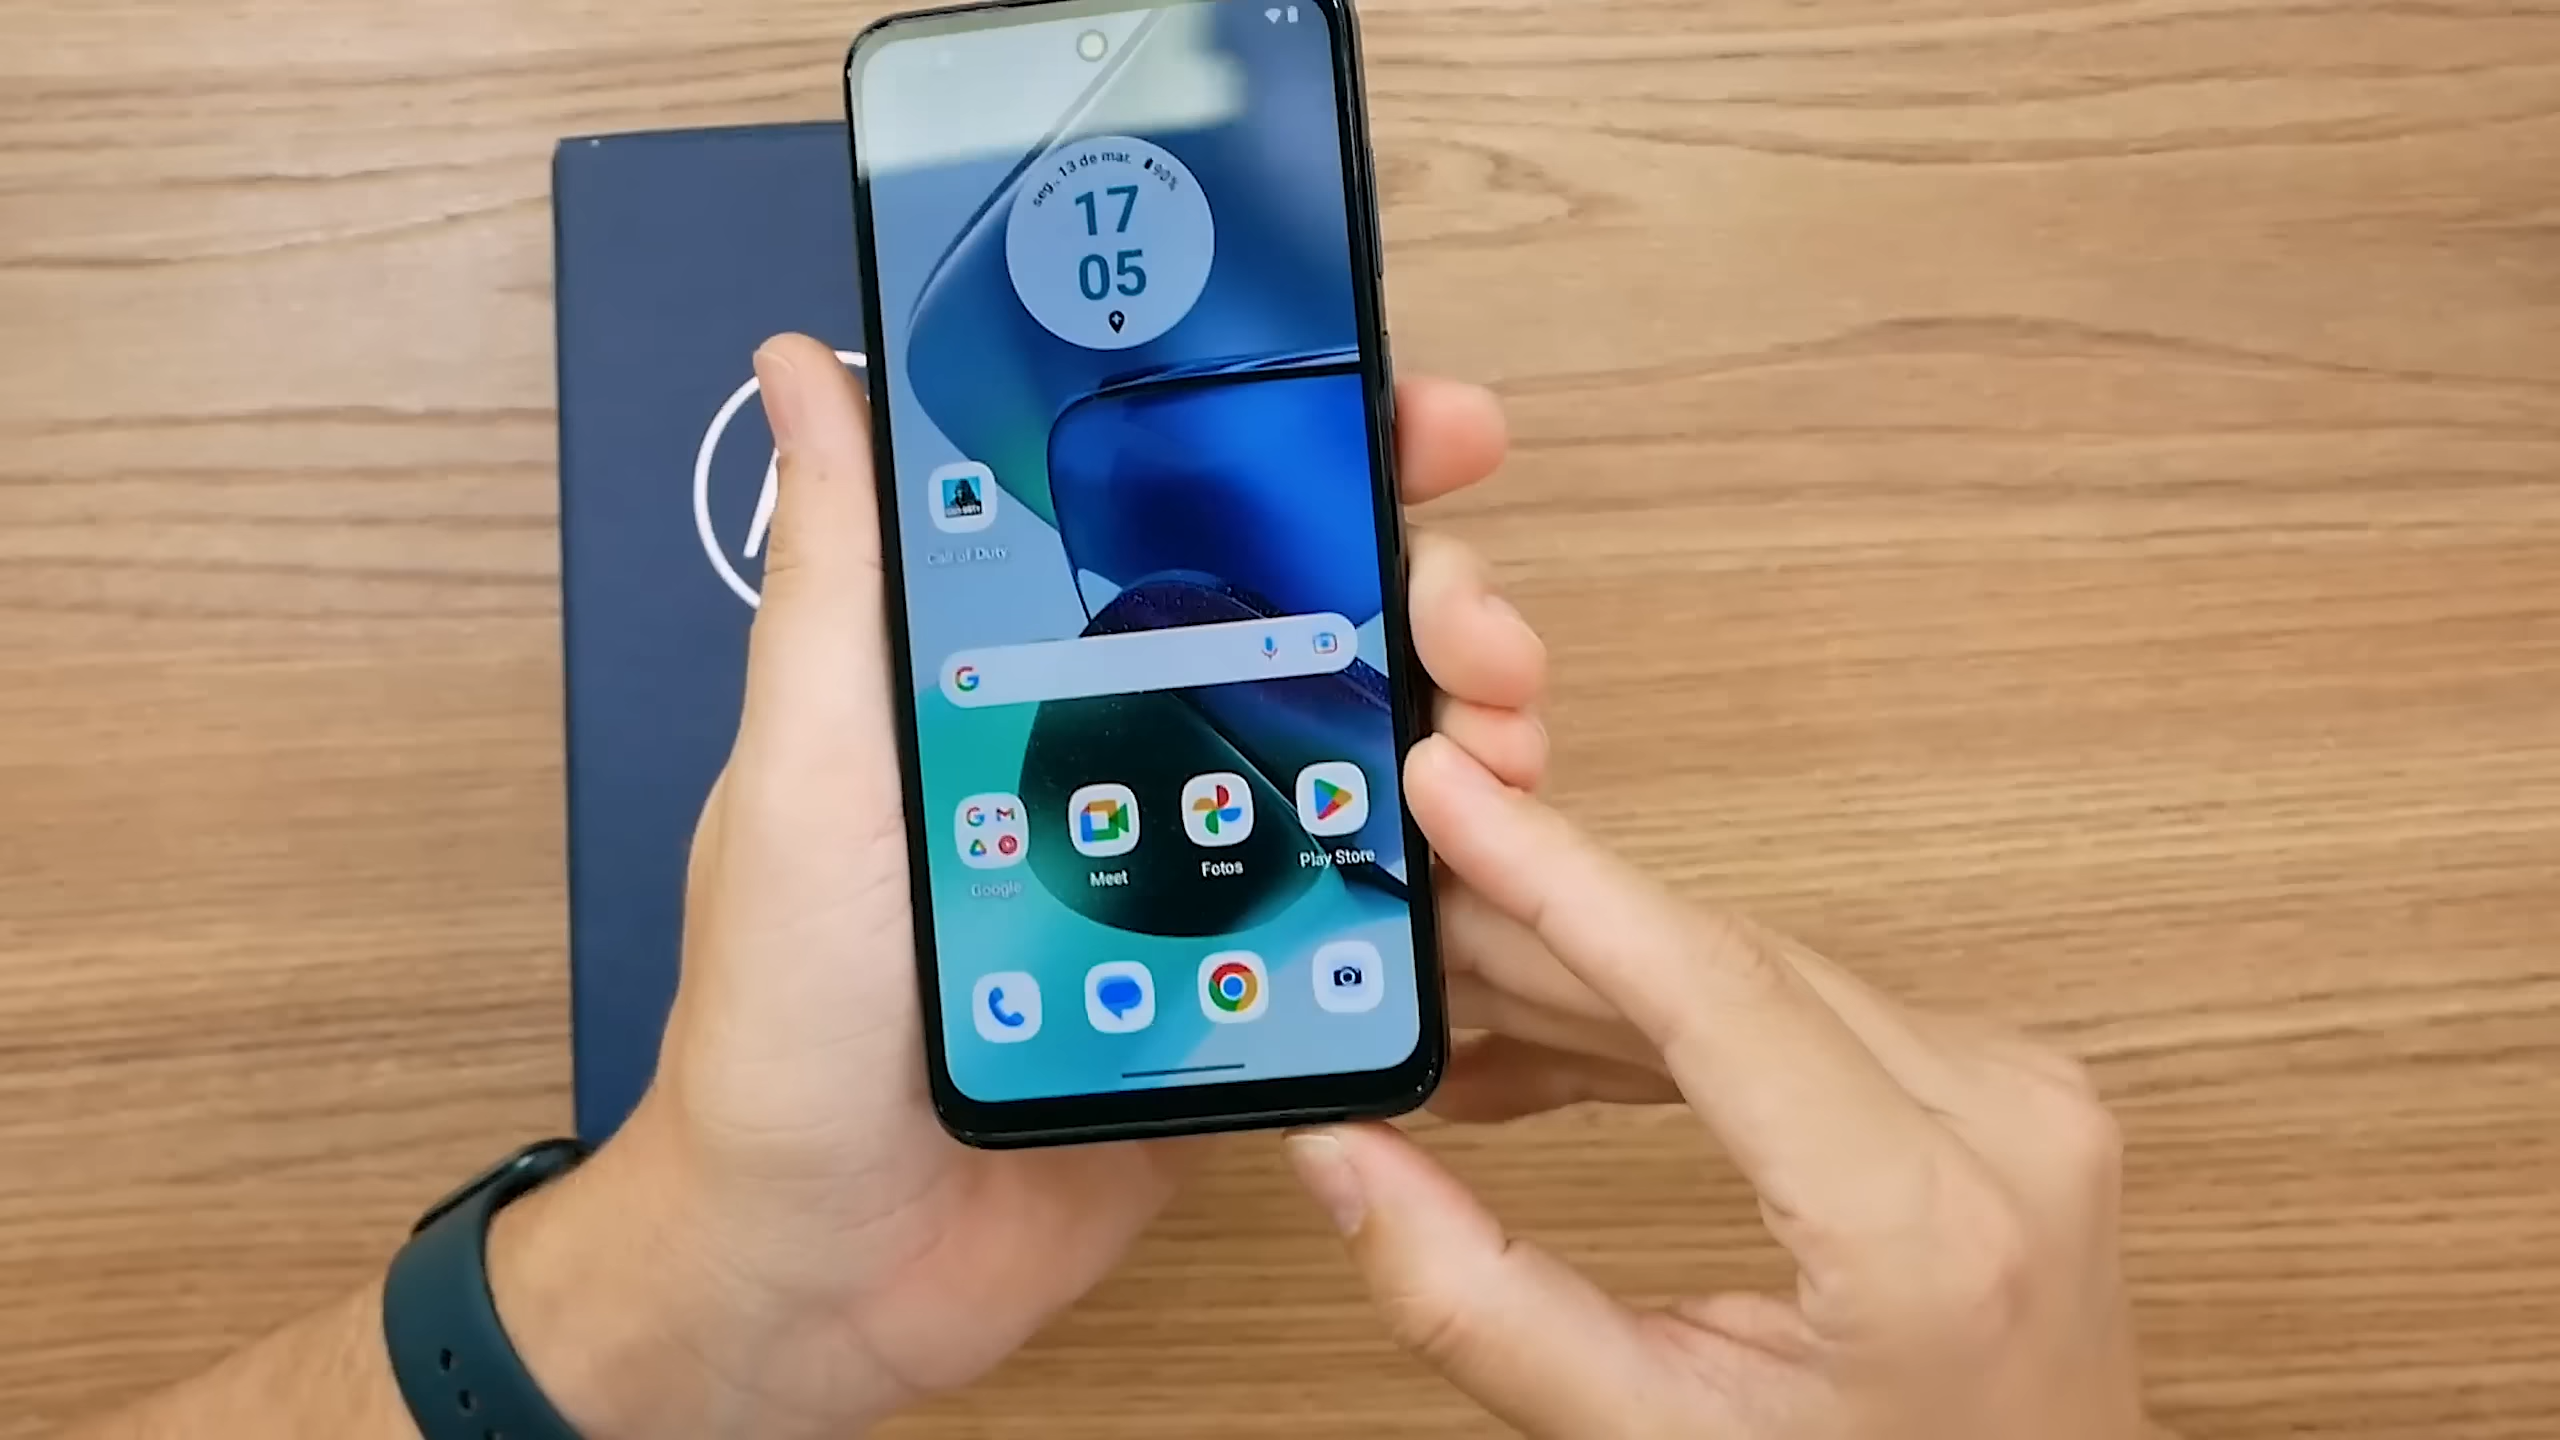 seg., 13 de mar. 90%
17
05
Call of Duty
Google
Meet
Fotos
Play Store